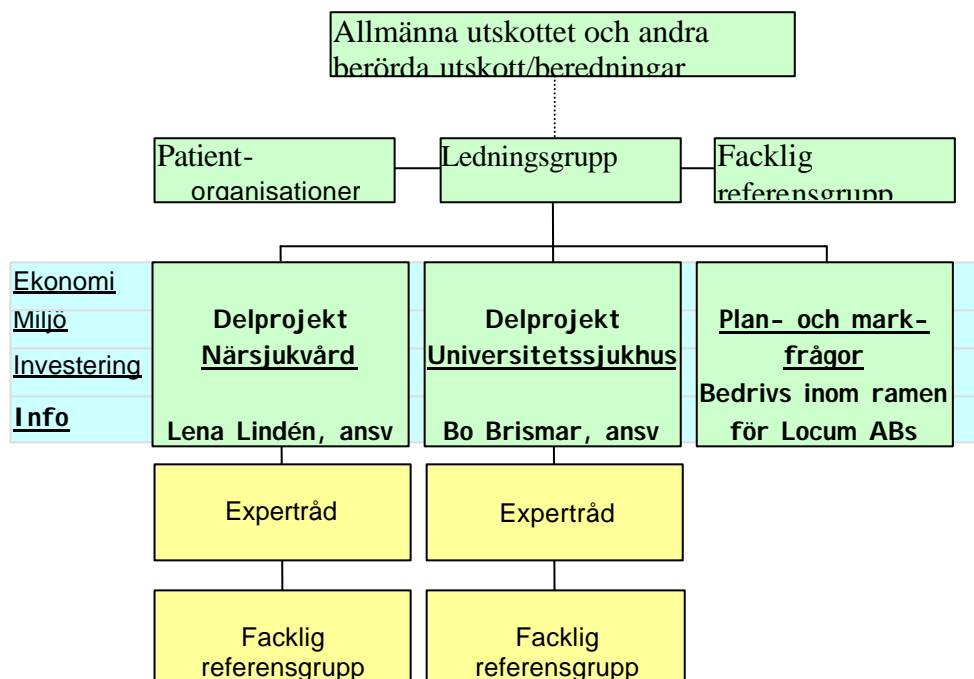 Allmänna utskottet och andra
berörda utskott/beredningar
Patient-
organisationer
Ledningsgrupp
Facklig
referensgrupp
Ekonomi
Miljö
Investering
Info
Delprojekt
Närsjukvård
Lena Lindén, ansv
Delprojekt
Universitetssjukhus
Bo Brismar, ansv
Plan- och mark-
frågor
Bedrivs inom ramen
för Locum ABs
Expertråd
Expertråd
Facklig
referensgrupp
Facklig
referensgrupp